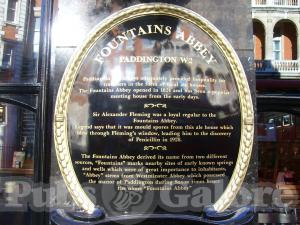 FOUNTAINS ABBEY
PADDINGTON W2
The Fountains Abbey opened in 1824 and was been a popular
meeting house from the early days.
Sir Alexander Fleming was a loyal regular to the
Fountains Abbey.
Legend says that it was mould spores from this ale house which
blew through Fleming's window, leading him to the discovery
of Penicillin in 1928.
The Fountains Abbey derived its name from two different
sources, "Fountains" marks nearby sites of early known springs
and wells which were of great importance to inhabitants,
"Abbey" stems from Westminster Abbey which possessed
the manor of Paddington during Saxon times
the whose "Fountains Abbey"